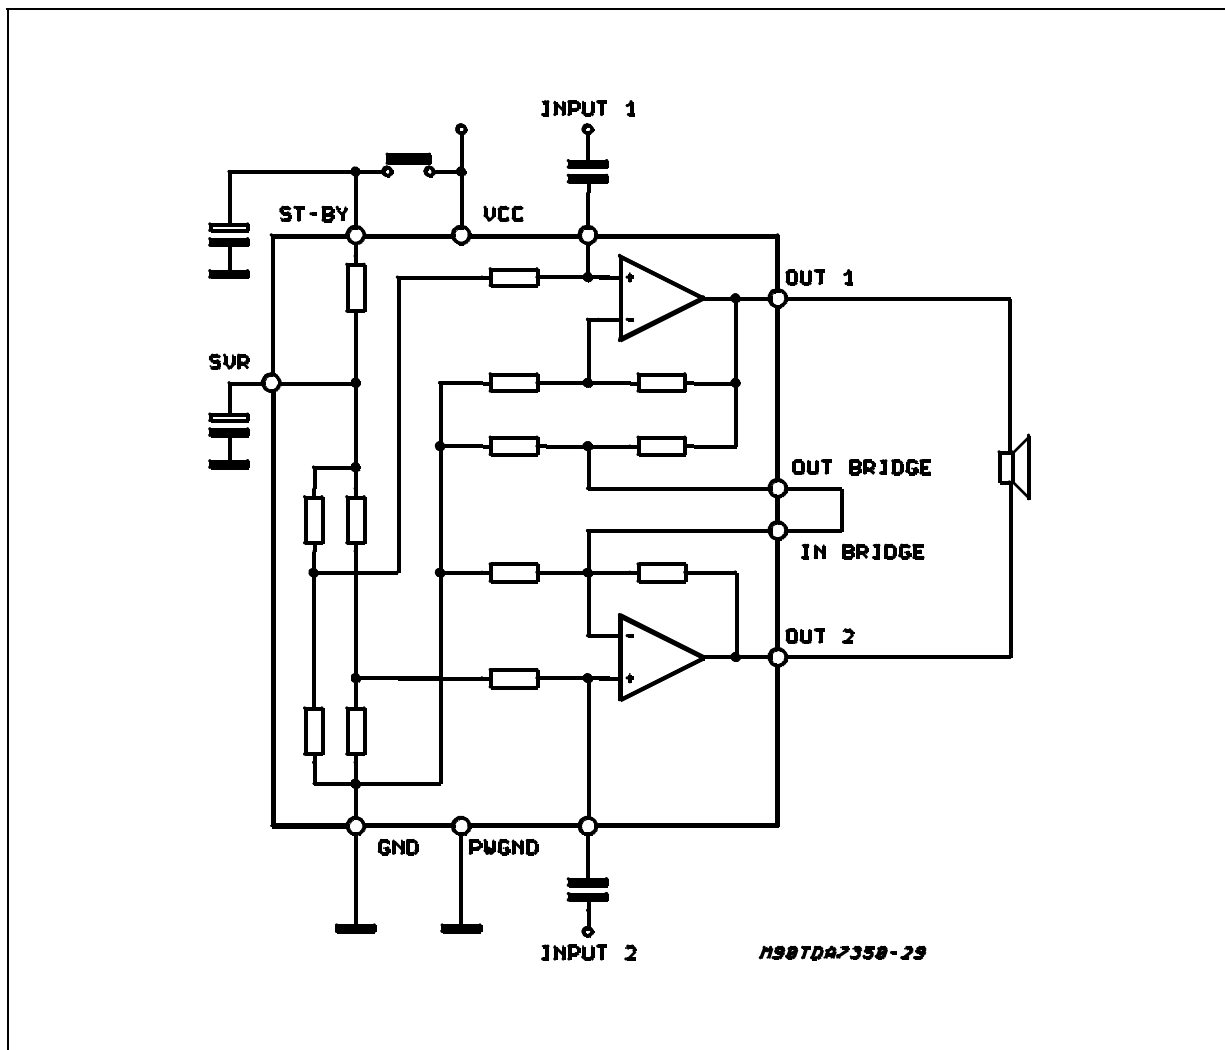 INPUT 1
ST-BY
VCC
+
-
OUT 1
SVR
OUT BRIDGE
IN BRIDGE
OUT 2
-
+
GND
PWGND
INPUT 2
M90TDA7350-29